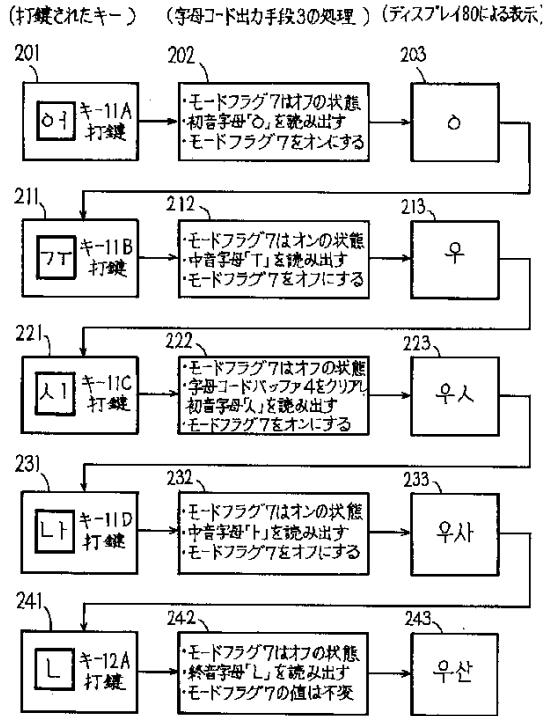 (打鍵されたキー)
(字母コード出力手段3の処理)
(ディスプレイ80による表示)
201
ㅇㅓ
キー11A
打鍵
202
・モードフラグ7はオフの状態
・初音字母「ㅇ」を読み出す
・モードフラグ7をオンにする
203
ㅇ
211
ㄱㅜ
キー11B
打鍵
212
・モードフラグ7はオンの状態
・中音字母「ㅜ」を読み出す
・モードフラグ7をオフにする
213
우
221
ㅅㅣ
キー11C
打鍵
222
・モードフラグ7はオフの状態
・字母コードバッファ4をクリアし
初音字母「ㅅ」を読み出す
・モードフラグ7をオンにする
223
우ㅅ
231
ㄴㅏ
キー11D
打鍵
232
・モードフラグ7はオンの状態
・中音字母「ㅏ」を読み出す
・モードフラグ7をオフにする
233
우사
241
ㄴ
キー12A
打鍵
242
・モードフラグ7はオフの状態
・終音字母「ㄴ」を読み出す
・モードフラグ7の値は不変
243
우산